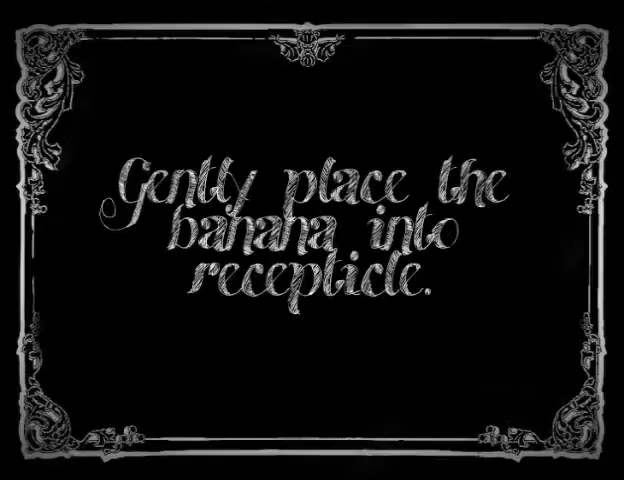 Gently place the
banana into
recepticle.